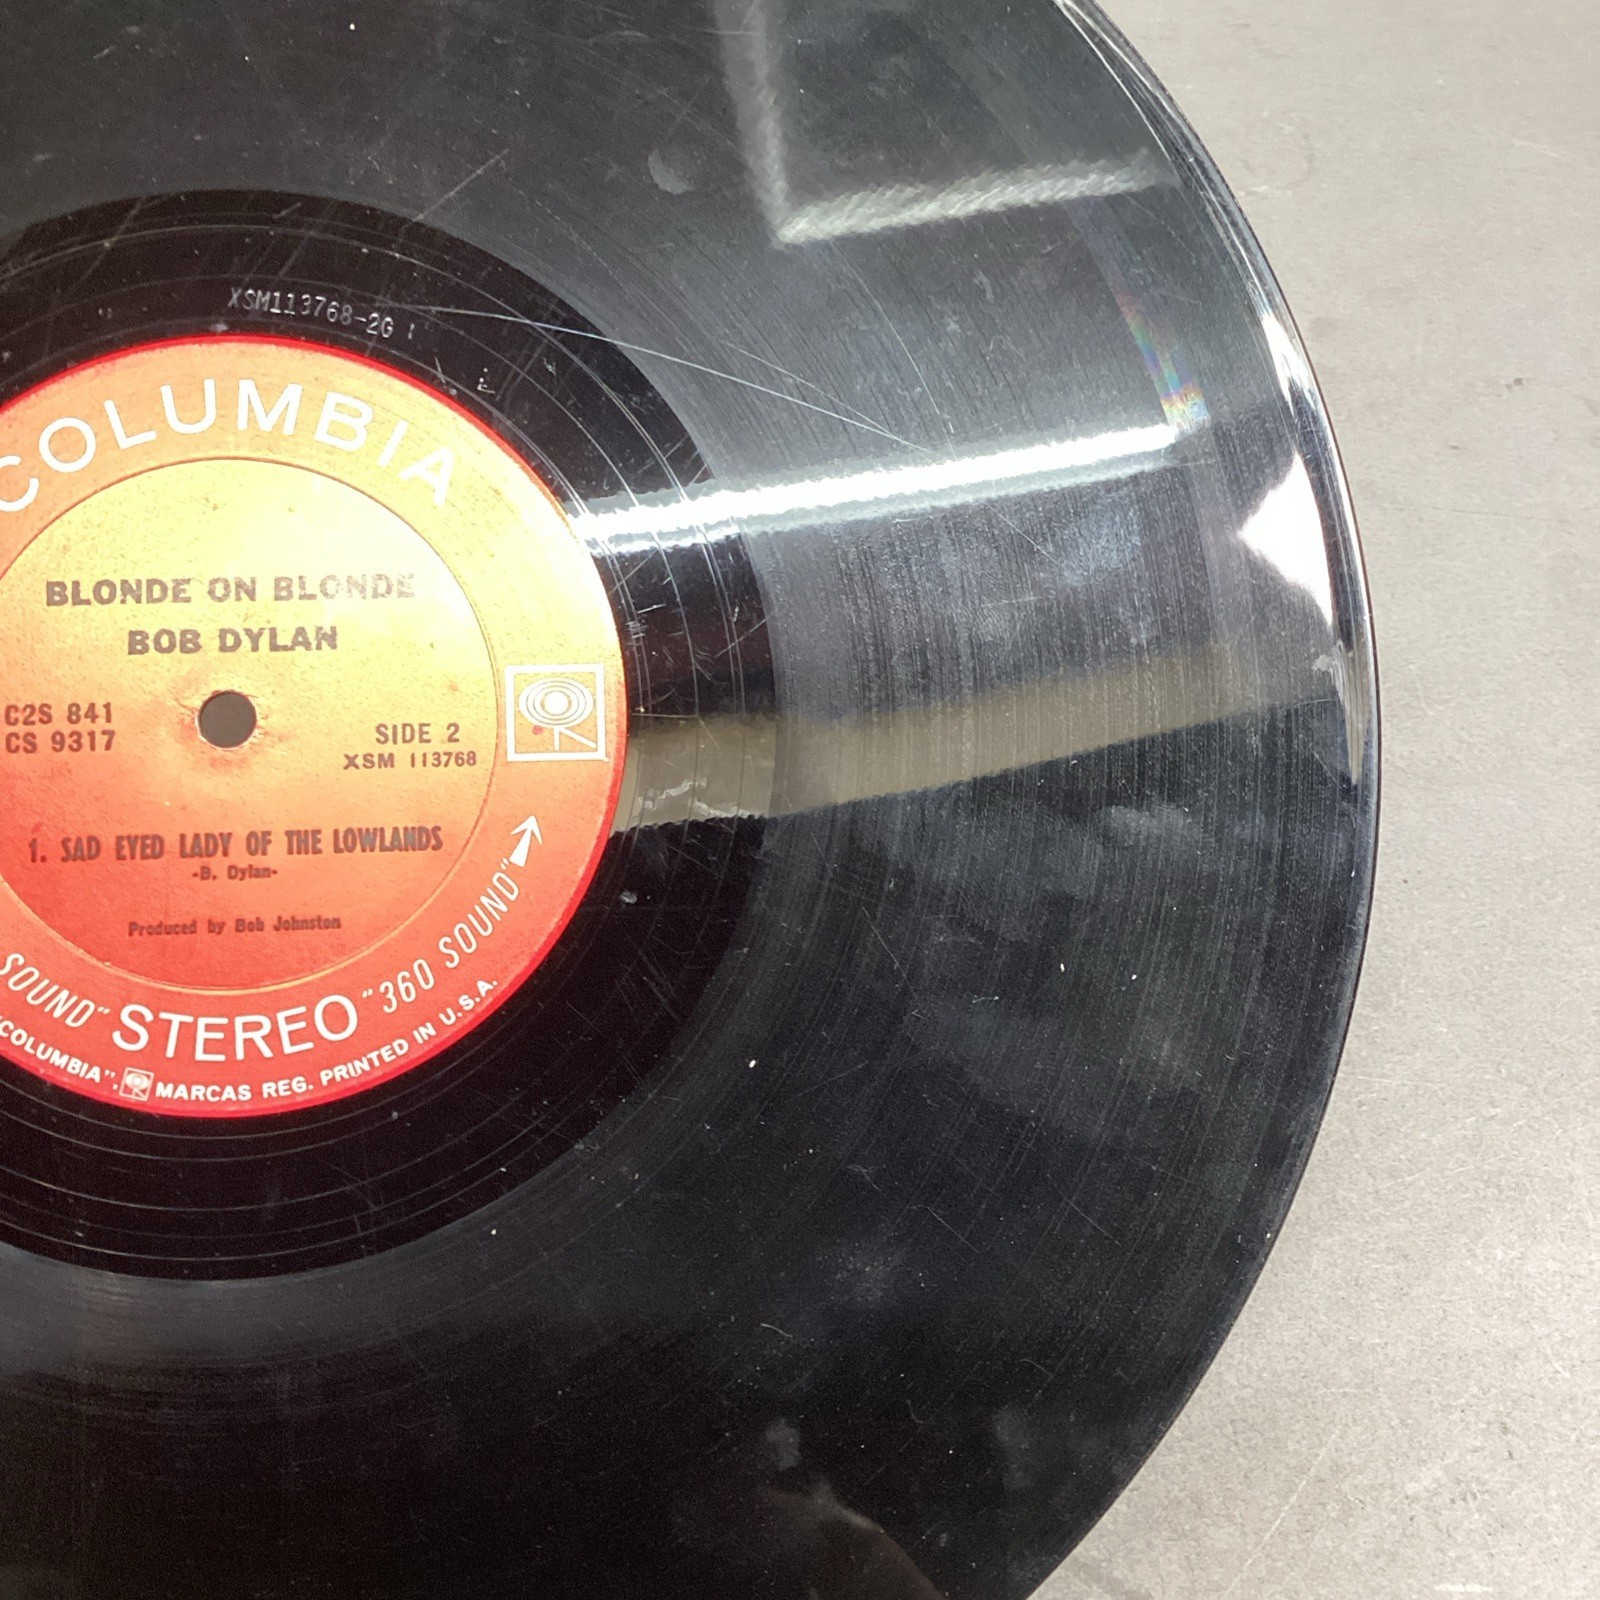 XSM113768-2G
COLUMBIA
BLONDE ON BLONDE
BOB DYLAN
C2S 841
CS 9317
SIDE 2
XSM 113768
1. SAD EYED LADY OF THE LOWLANDS
-B. Dylan-
Produced by Bob Johnston
SOUND" STEREO "360 SOUND"
"COLUMBIA", MARCAS REG. PRINTED IN U.S.A.